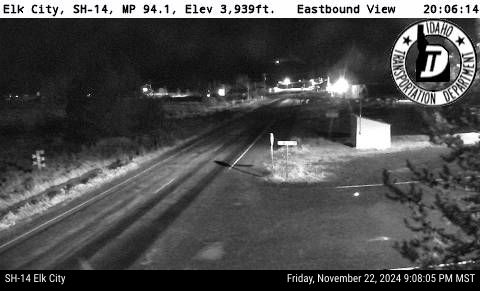 Elk City, SH-14, MP 94.1, Elev 3,939ft. Eastbound View 20:06:14
IDAHO
TRANSPORTATION DEPARTMENT
SH-14 Elk City Friday, November 22, 2024 9:08:05 PM MST